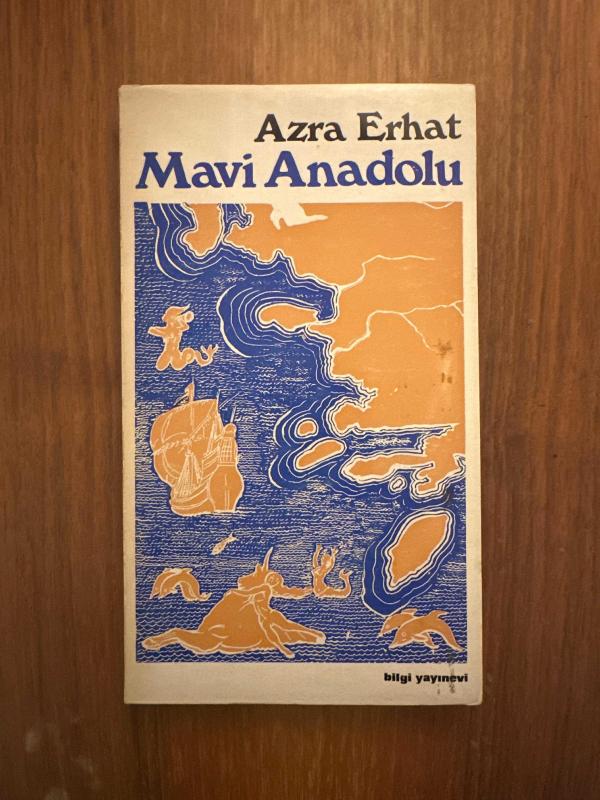 Azra Erhat
Mavi Anadolu
bilgi yayınevi